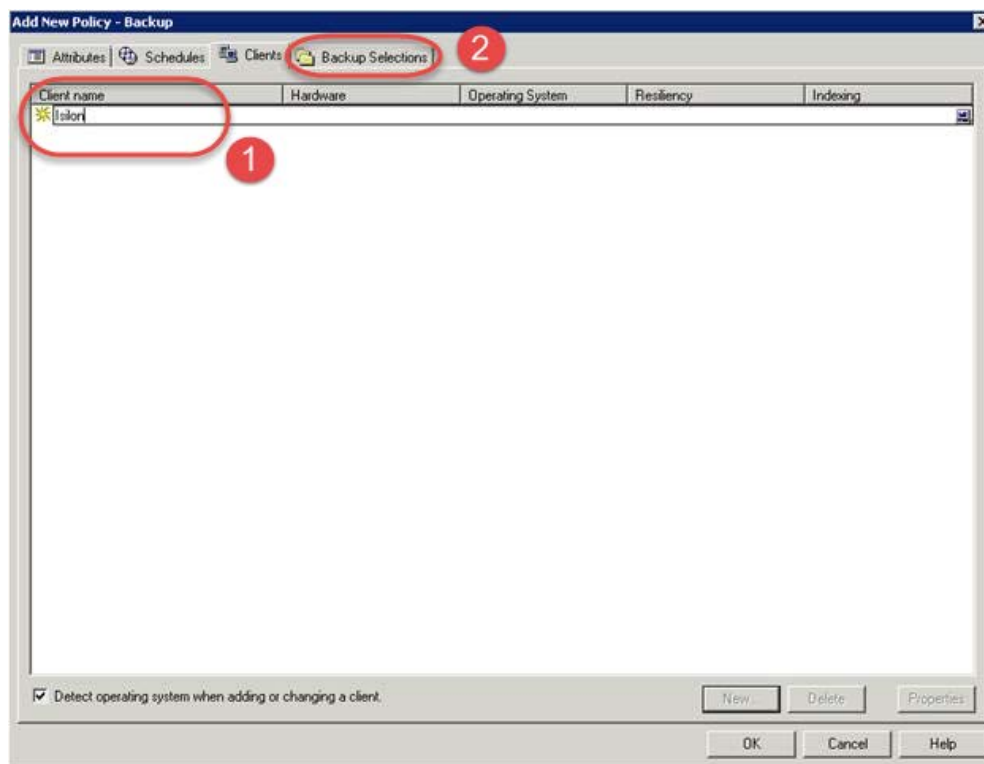 Add New Policy - Backup
Attributes Schedules Clients Backup Selections 2
Client name Hardware Operating System Resiliency Indexing
Isilon
1
Detect operating system when adding or changing a client.
New... Delete Properties
OK Cancel Help